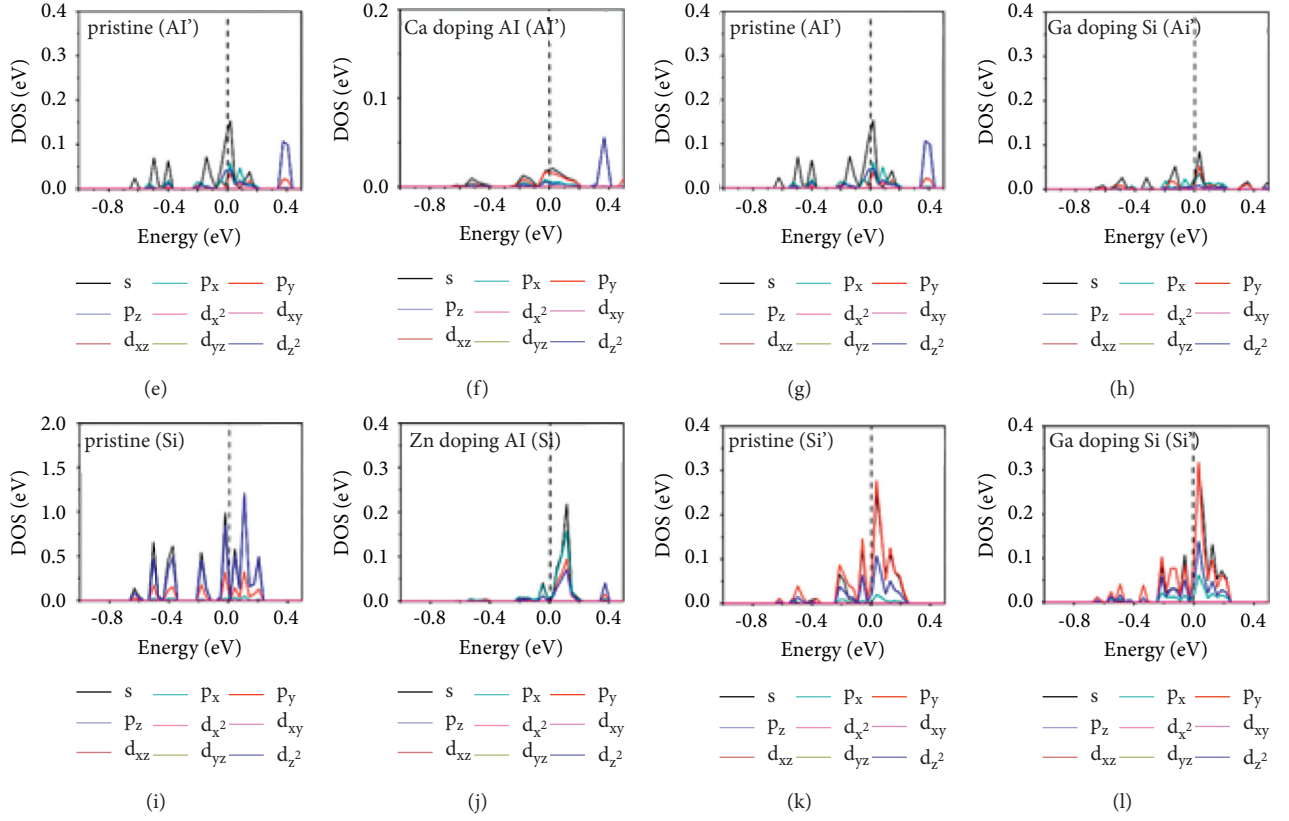 pristine (AI’)
Ca doping AI (AI’)
pristine (AI’)
Ga doping Si (Ai’)
DOS (eV)
0.4
0.3
0.2
0.1
0.0
-0.8 -0.4 0.0 0.4
Energy (eV)
DOS (eV)
0.2
0.1
0.0
-0.8 -0.4 0.0 0.4
Energy (eV)
DOS (eV)
0.4
0.3
0.2
0.1
0.0
-0.8 -0.4 0.0 0.4
Energy (eV)
DOS (eV)
0.4
0.3
0.2
0.1
0.0
-0.8 -0.4 0.0 0.4
Energy (eV)
s px py
pz dx² dxy
dxz dyz dz²
s px py
pz dx² dxy
dxz dyz dz²
s px py
pz dx² dxy
dxz dyz dz²
s px py
pz dx² dxy
dxz dyz dz²
(e) (f) (g) (h)
pristine (Si)
Zn doping AI (Si)
pristine (Si’)
Ga doping Si (Si’)
DOS (eV)
2.0
1.5
1.0
0.5
0.0
-0.8 -0.4 0.0 0.4
Energy (eV)
DOS (eV)
0.4
0.3
0.2
0.1
0.0
-0.8 -0.4 0.0 0.4
Energy (eV)
DOS (eV)
0.4
0.3
0.2
0.1
0.0
-0.8 -0.4 0.0 0.4
Energy (eV)
DOS (eV)
0.4
0.3
0.2
0.1
0.0
-0.8 -0.4 0.0 0.4
Energy (eV)
s px py
pz dx² dxy
dxz dyz dz²
s px py
pz dx² dxy
dxz dyz dz²
s px py
pz dx² dxy
dxz dyz dz²
s px py
pz dx² dxy
dxz dyz dz²
(i) (j) (k) (l)